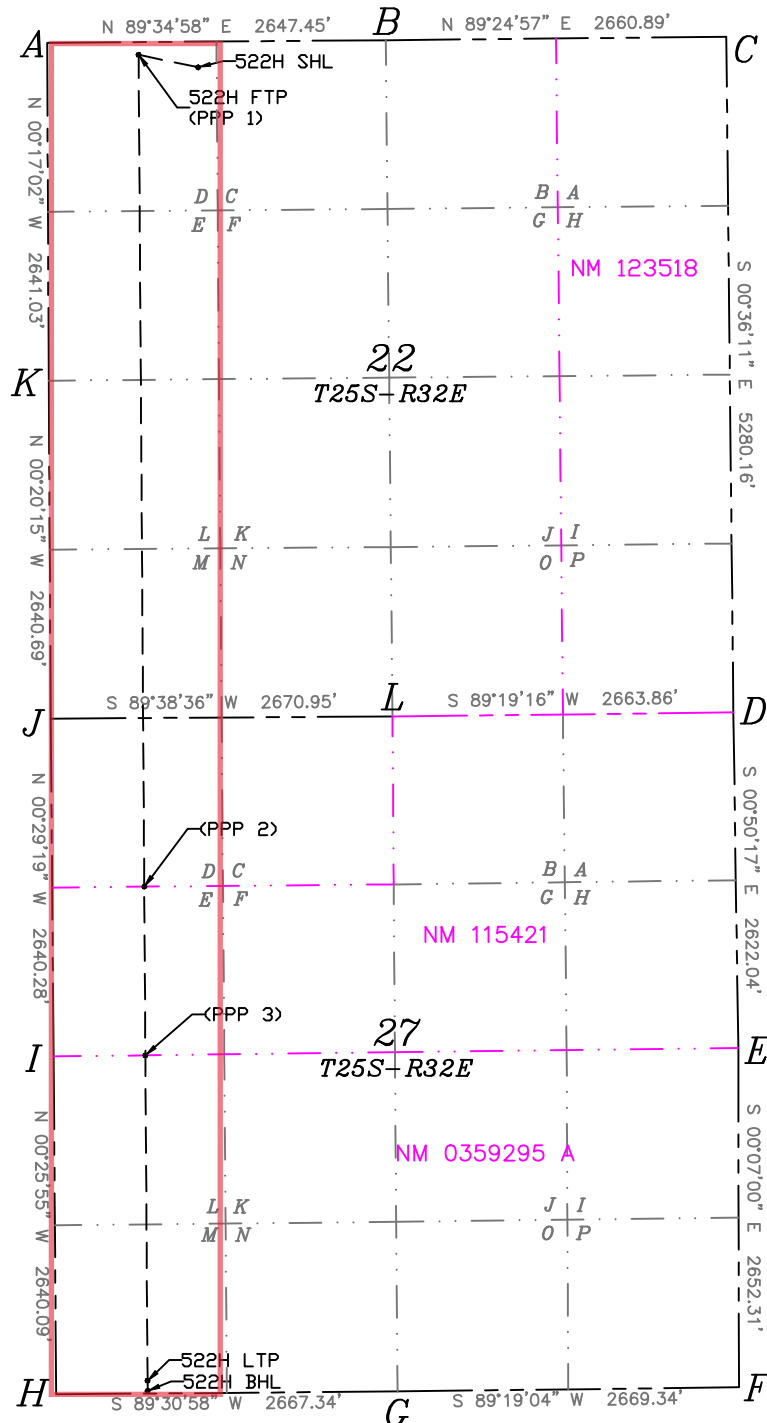 N 89°34'58" E 2647.45'
B
N 89°24'57" E 2660.89'
A
C
522H SHL
522H FTP
(PPP 1)
N 00°17'02" W 2641.03'
D C
E F
B A
G H
NM 123518
S 00°36'11" E 5280.16'
K
22
T25S-R32E
N 00°20'15" W 2640.69'
L K
M N
J I
O P
S 89°38'36" W 2670.95'
L
S 89°19'16" W 2663.86'
J
D
N 00°29'19" W 2640.28'
(PPP 2)
S 00°50'17" E 2622.04'
D C
E F
B A
G H
NM 115421
(PPP 3)
27
T25S-R32E
I
E
N 00°25'55" W 2640.09'
NM 0359295 A
S 00°07'00" E 2652.31'
L K
M N
J I
O P
522H LTP
522H BHL
H
S 89°30'58" W 2667.34'
G
S 89°19'04" W 2669.34'
F